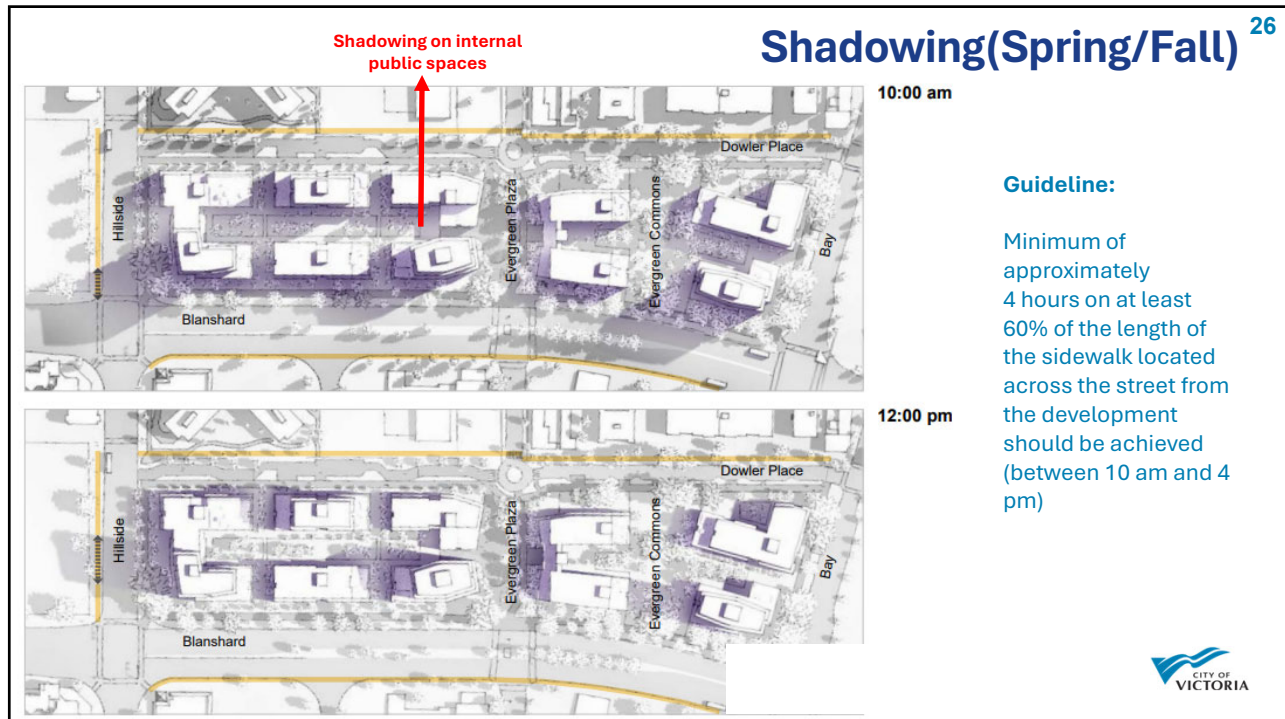 26
Shadowing(Spring/Fall)
Shadowing on internal
public spaces
10:00 am
Dowler Place
Hillside
Evergreen Plaza
Evergreen Commons
Bay
Blanshard
Guideline:
Minimum of
approximately
4 hours on at least
60% of the length of
the sidewalk located
across the street from
the development
should be achieved
(between 10 am and 4
pm)
12:00 pm
Dowler Place
Hillside
Evergreen Plaza
Evergreen Commons
Bay
Blanshard
CITY OF
VICTORIA